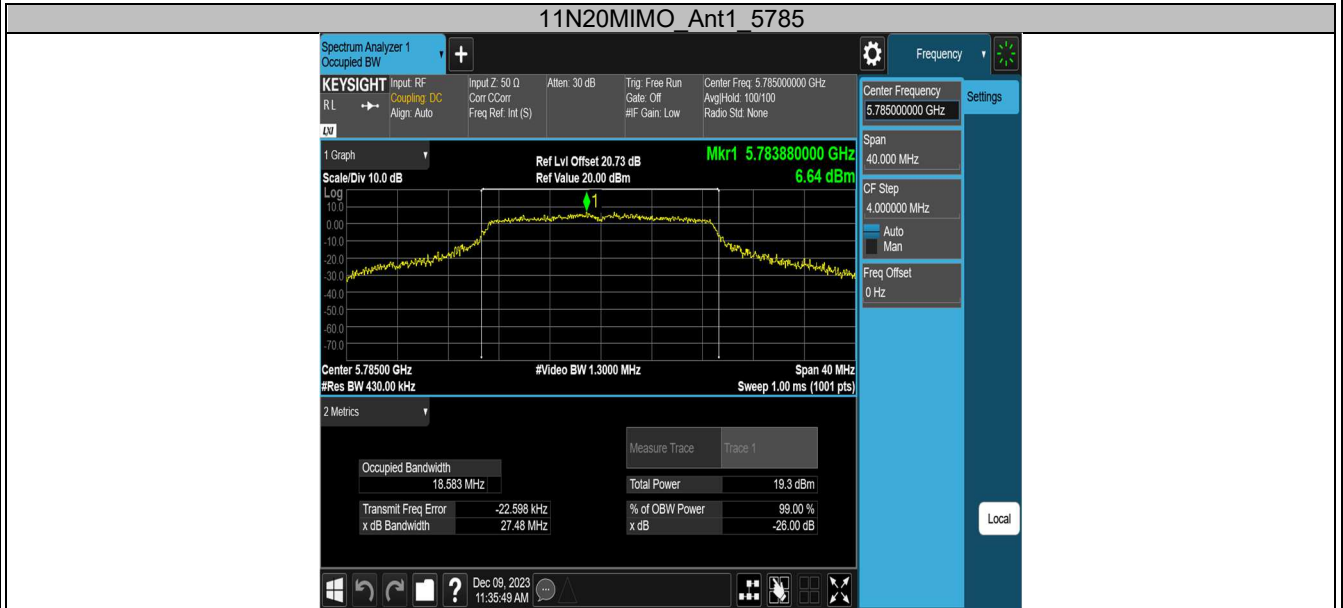 11N20MIMO_Ant1_5785
Spectrum Analyzer 1
Occupied BW
+
Frequency
KEYSIGHT Input: RF
RL
Coupling: DC
Align: Auto
LXI
Input Z: 50 Ω
Corr CCorr
Freq Ref: Int (S)
Atten: 30 dB
Trig: Free Run
Gate: Off
#IF Gain: Low
Center Freq: 5.785000000 GHz
Avg|Hold: 100/100
Radio Std: None
Center Frequency
5.785000000 GHz
Settings
Span
40.000 MHz
CF Step
4.000000 MHz
Auto
Man
Freq Offset
0 Hz
1 Graph
Scale/Div 10.0 dB
Ref Lvl Offset 20.73 dB
Ref Value 20.00 dBm
Mkr1 5.783880000 GHz
6.64 dBm
Log
10.0
0.00
-10.0
-20.0
-30.0
-40.0
-50.0
-60.0
-70.0
1
Center 5.78500 GHz
#Video BW 1.3000 MHz
Span 40 MHz
#Res BW 430.00 kHz
Sweep 1.00 ms (1001 pts)
2 Metrics
Measure Trace Trace 1
Occupied Bandwidth
18.583 MHz
Total Power 19.3 dBm
Transmit Freq Error -22.598 kHz
% of OBW Power 99.00 %
x dB Bandwidth 27.48 MHz
x dB -26.00 dB
Local
? Dec 09, 2023
11:35:49 AM